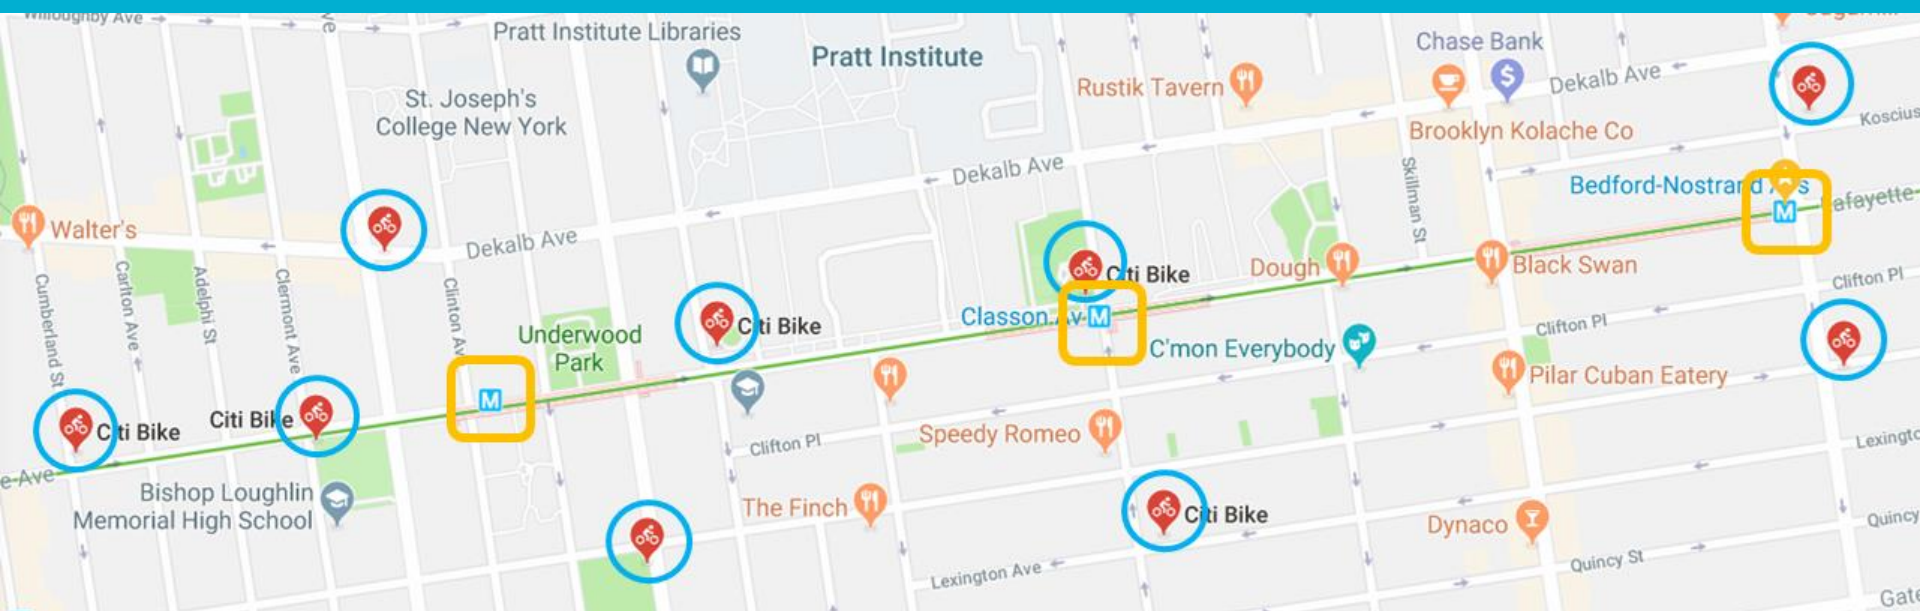 Willoughby Ave
Pratt Institute Libraries
Pratt Institute
Chase Bank
Dekalb Ave
Rustik Tavern
St. Joseph's
College New York
Brooklyn Kolache Co
Koscius
Dekalb Ave
Skillman St
Bedford-Nostrand
Lafayette
Walter's
Dekalb Ave
Cumberland St
Carlton Ave
Adelphi St
Clermont Ave
Clinton Av
Citi Bike
Dough
Black Swan
Clifton Pl
Classon Av
M
M
Underwood
Park
Citi Bike
C'mon Everybody
Clifton Pl
Pilar Cuban Eatery
M
Citi Bike
Citi Bike
Clifton Pl
Speedy Romeo
Lexingto
e Ave
Bishop Loughlin
Memorial High School
The Finch
Citi Bike
Dynaco
Quincy
Lexington Ave
Quincy St
Gate